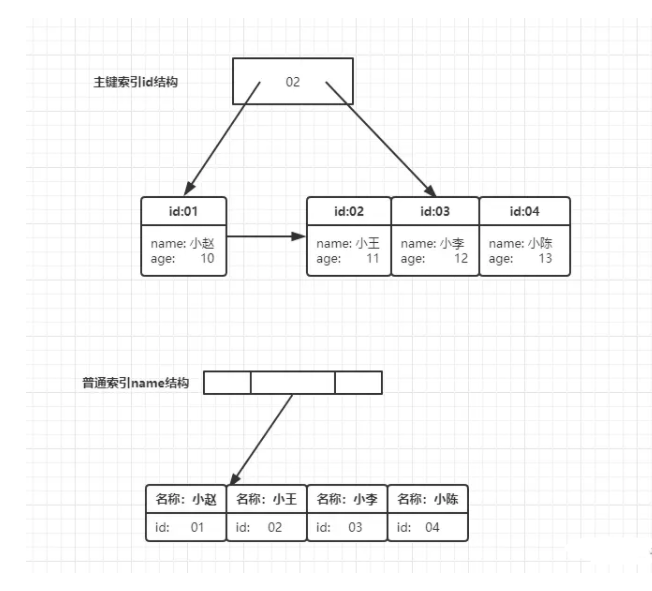 主键索引id结构
02
id:01
name: 小赵
age: 10
id:02
name: 小王
age: 11
id:03
name: 小李
age: 12
id:04
name: 小陈
age: 13
普通索引name结构
名称：小赵
id: 01
名称：小王
id: 02
名称：小李
id: 03
名称：小陈
id: 04